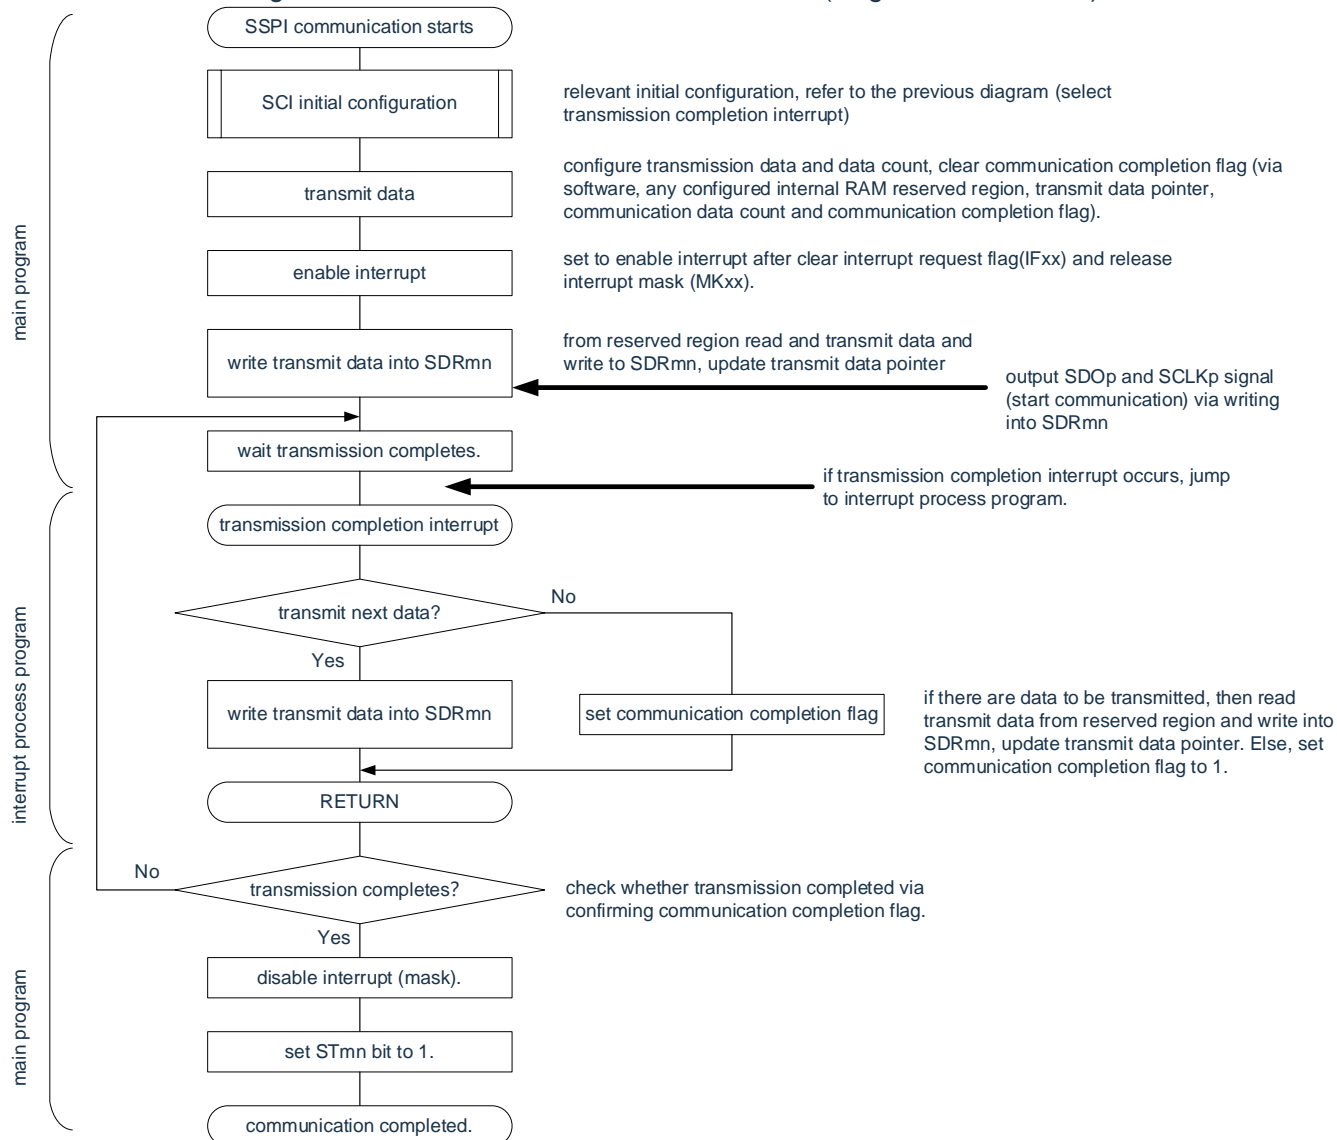 SSPI communication starts
SCI initial configuration
relevant initial configuration, refer to the previous diagram (select
transmission completion interrupt)
transmit data
configure transmission data and data count, clear communication completion flag (via
software, any configured internal RAM reserved region, transmit data pointer,
communication data count and communication completion flag).
main program
enable interrupt
set to enable interrupt after clear interrupt request flag(IFxx) and release
interrupt mask (MKxx).
write transmit data into SDRmn
from reserved region read and transmit data and
write to SDRmn, update transmit data pointer
output SDOp and SCLKp signal
(start communication) via writing
into SDRmn
wait transmission completes.
if transmission completion interrupt occurs, jump
to interrupt process program.
transmission completion interrupt
interrupt process program
transmit next data?
No
Yes
write transmit data into SDRmn
set communication completion flag
if there are data to be transmitted, then read
transmit data from reserved region and write into
SDRmn, update transmit data pointer. Else, set
communication completion flag to 1.
RETURN
No
transmission completes?
check whether transmission completed via
confirming communication completion flag.
Yes
main program
disable interrupt (mask).
set STmn bit to 1.
communication completed.